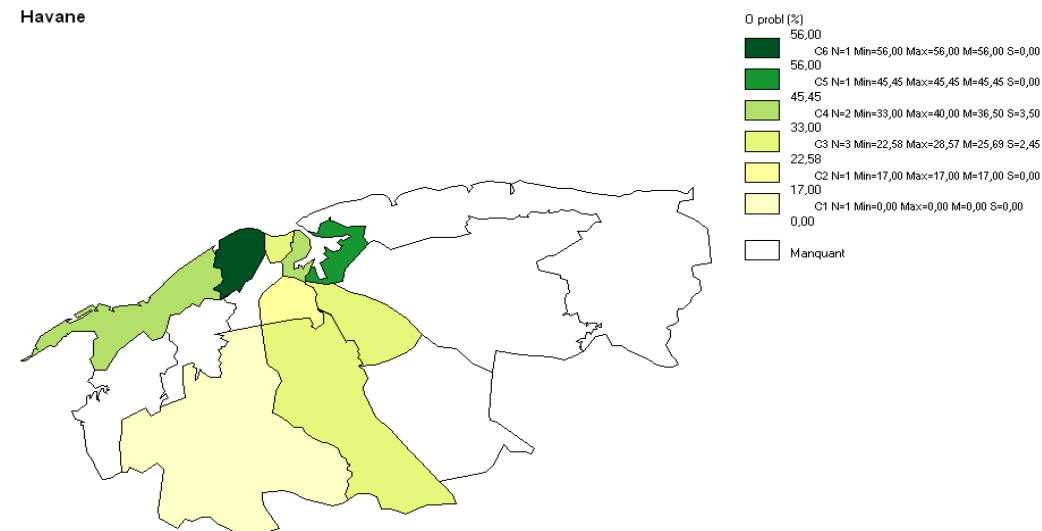 Havane
O probl (%)
56,00
C6 N=1 Min=56,00 Max=56,00 M=56,00 S=0,00
56,00
C5 N=1 Min=45,45 Max=45,45 M=45,45 S=0,00
45,45
C4 N=2 Min=33,00 Max=40,00 M=36,50 S=3,50
33,00
C3 N=3 Min=22,58 Max=28,57 M=25,69 S=2,45
22,58
C2 N=1 Min=17,00 Max=17,00 M=17,00 S=0,00
17,00
C1 N=1 Min=0,00 Max=0,00 M=0,00 S=0,00
0,00
Manquant